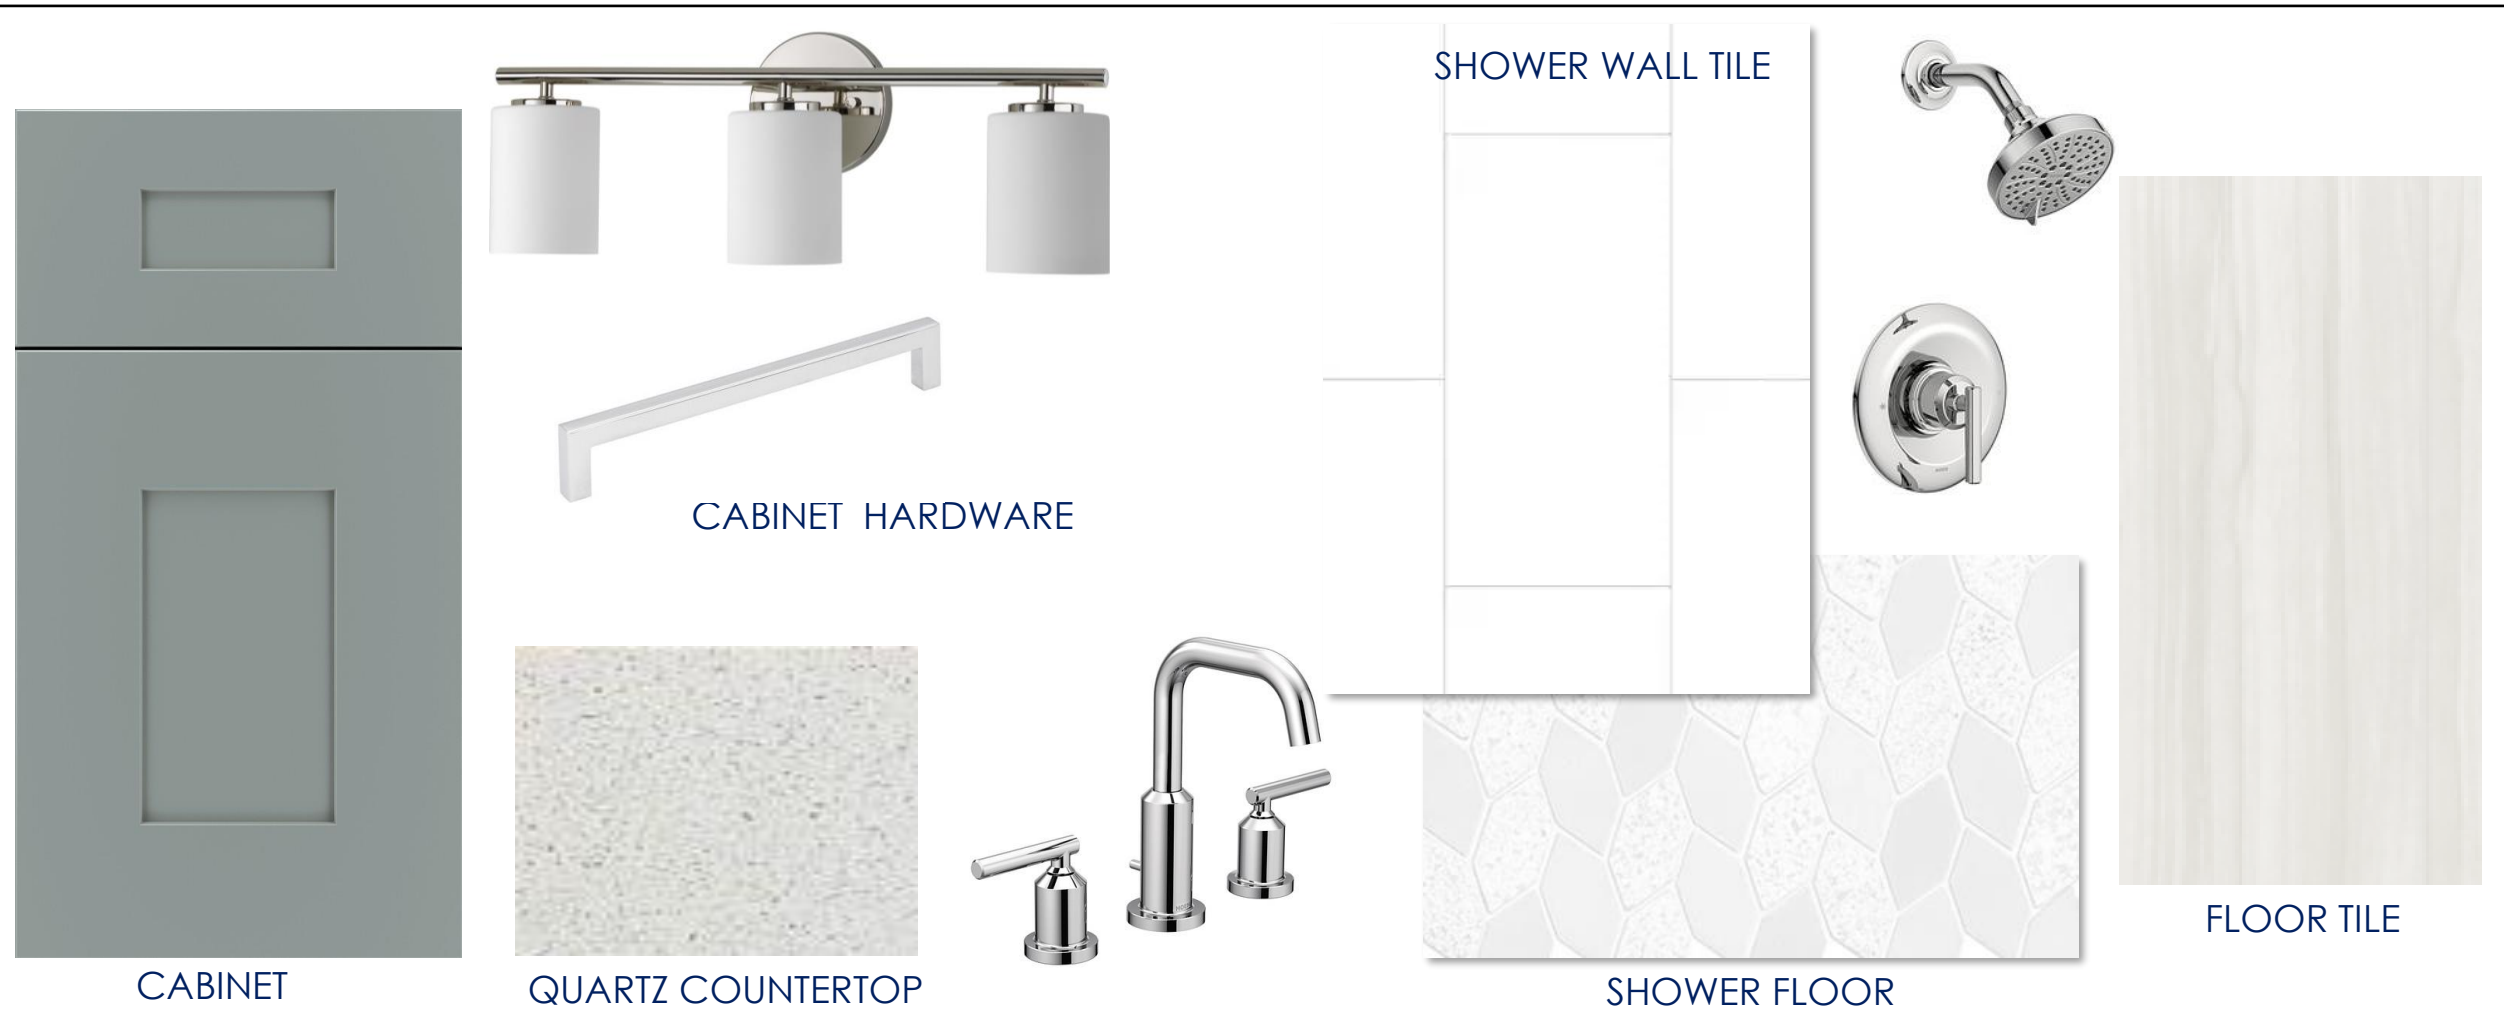 SHOWER WALL TILE
CABINET HARDWARE
FLOOR TILE
CABINET
QUARTZ COUNTERTOP
SHOWER FLOOR